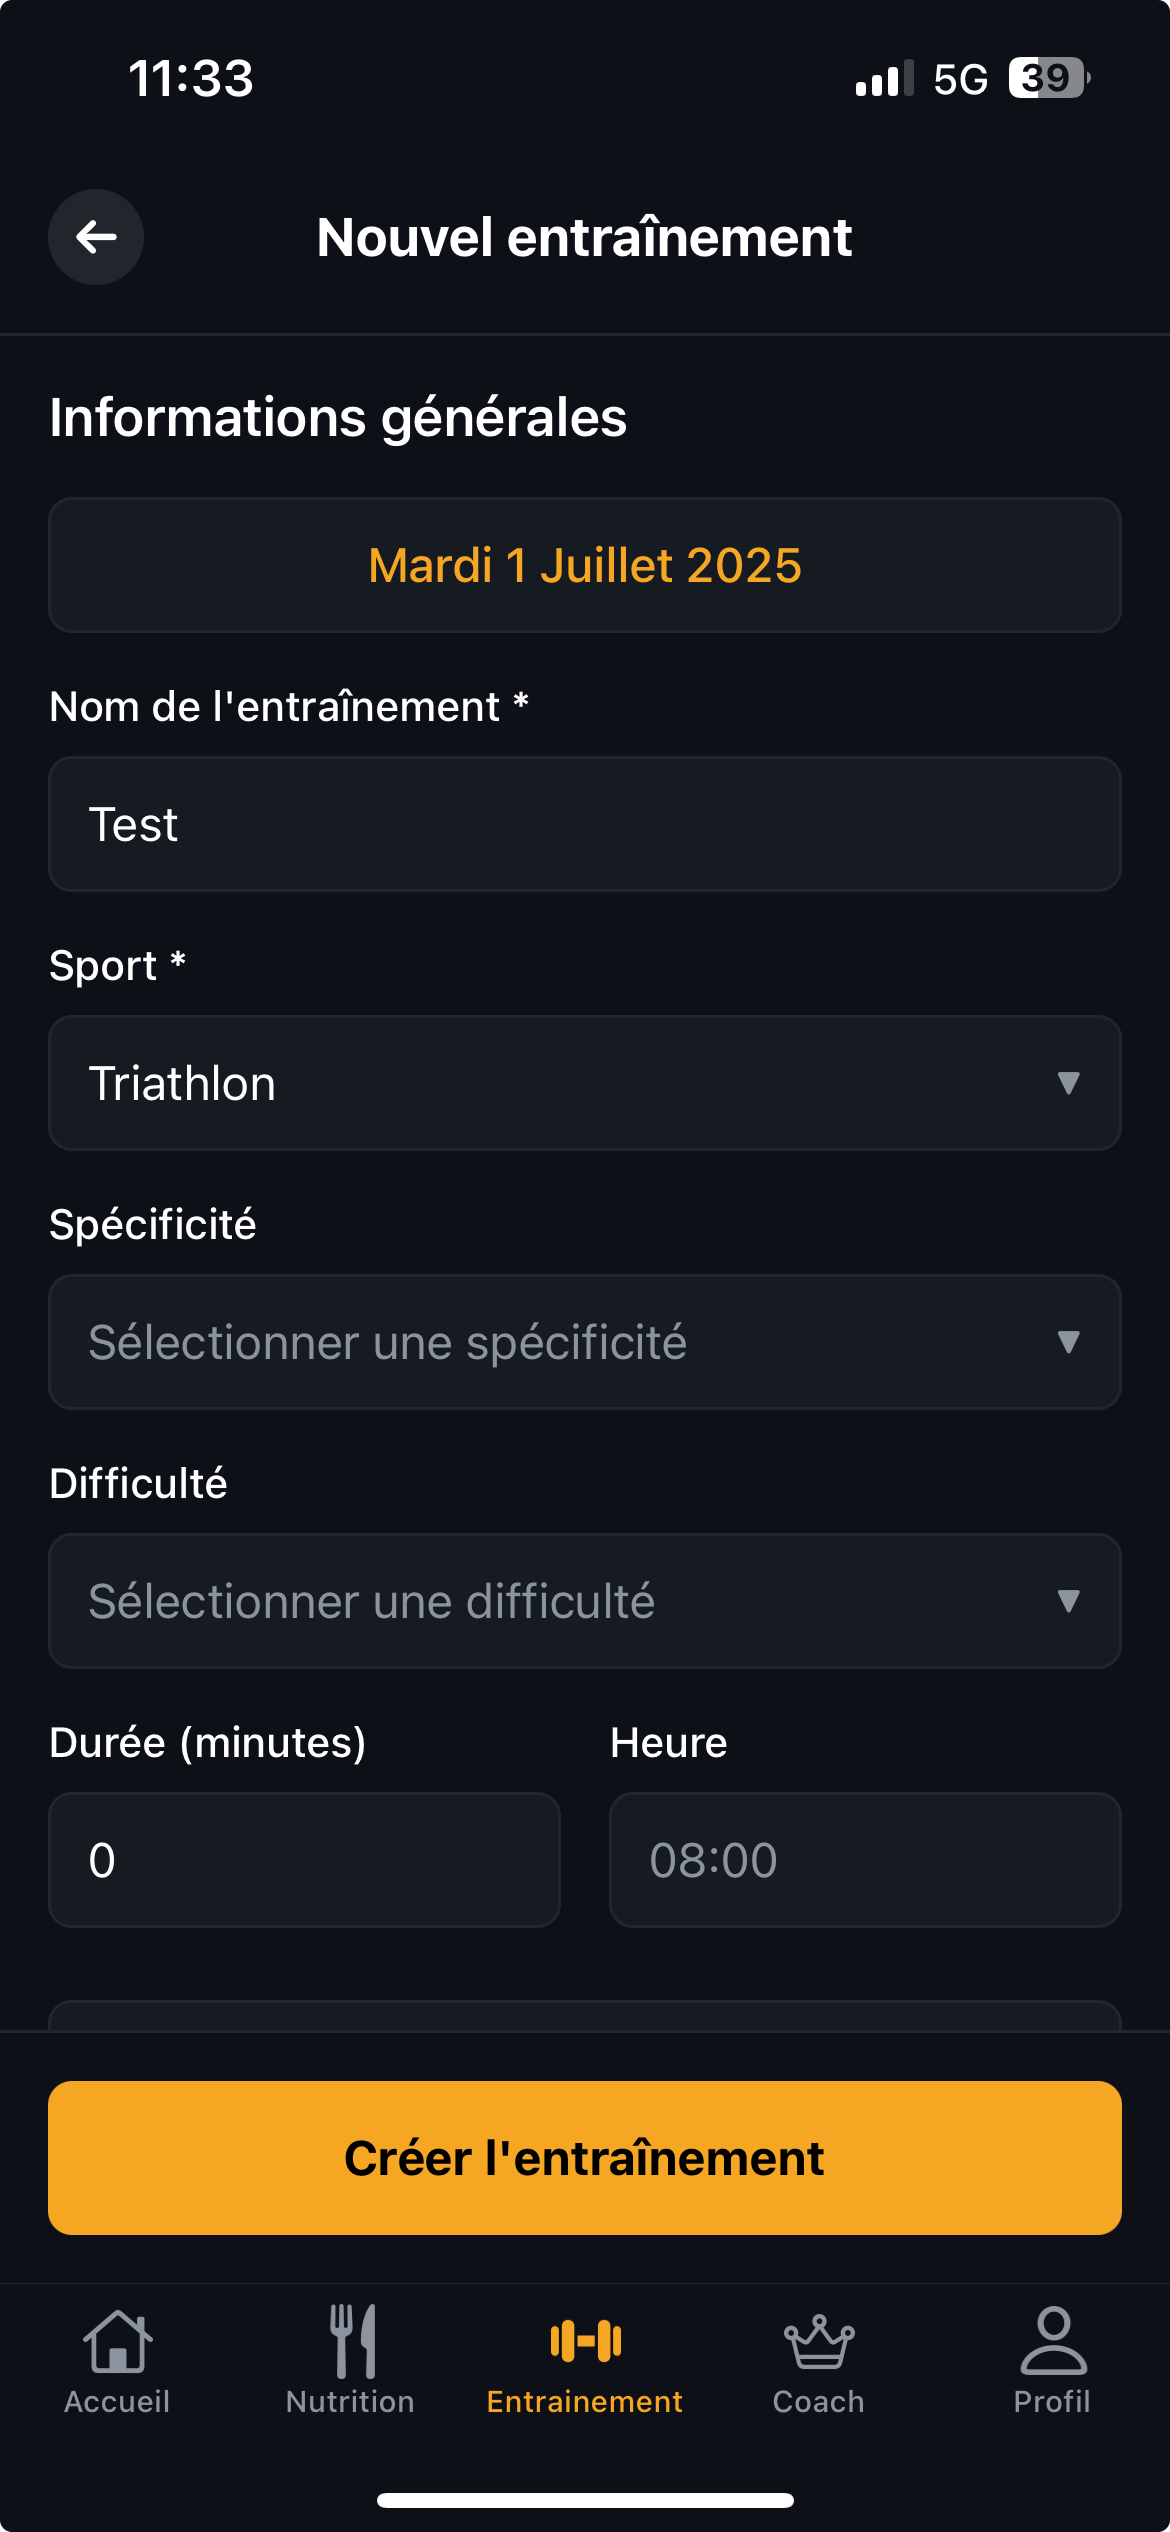 11:33
5G 39
Nouvel entraînement
Informations générales
Mardi 1 Juillet 2025
Nom de l'entraînement *
Test
Sport *
Triathlon
Spécificité
Sélectionner une spécificité
Difficulté
Sélectionner une difficulté
Durée (minutes) Heure
0 08:00
Créer l'entraînement
Accueil Nutrition Entrainement Coach Profil